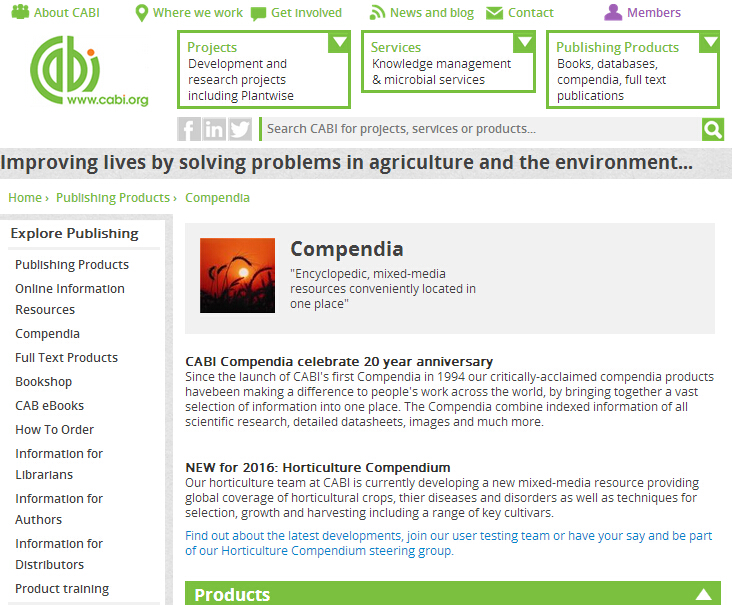 About CABI
Where we work
Get involved
News and blog
Contact
Members
cabi
www.cabi.org
Projects
Development and
research projects
including Plantwise
Services
Knowledge management
& microbial services
Publishing Products
Books, databases,
compendia, full text
publications
f
in
Search CABI for projects, services or products...
Improving lives by solving problems in agriculture and the environment...
Home › Publishing Products › Compendia
Explore Publishing
Publishing Products
Online Information
Resources
Compendia
Full Text Products
Bookshop
CAB eBooks
How To Order
Information for
Librarians
Information for
Authors
Information for
Distributors
Product training
Compendia
"Encyclopedic, mixed-media
resources conveniently located in
one place"
CABI Compendia celebrate 20 year anniversary
Since the launch of CABI's first Compendia in 1994 our critically-acclaimed compendia products
havebeen making a difference to people's work across the world, by bringing together a vast
selection of information into one place. The Compendia combine indexed information of all
scientific research, detailed datasheets, images and much more.
NEW for 2016: Horticulture Compendium
Our horticulture team at CABI is currently developing a new mixed-media resource providing
global coverage of horticultural crops, thier diseases and disorders as well as techniques for
selection, growth and harvesting including a range of key cultivars.
Find out about the latest developments, join our user testing team or have your say and be part
of our Horticulture Compendium steering group.
Products